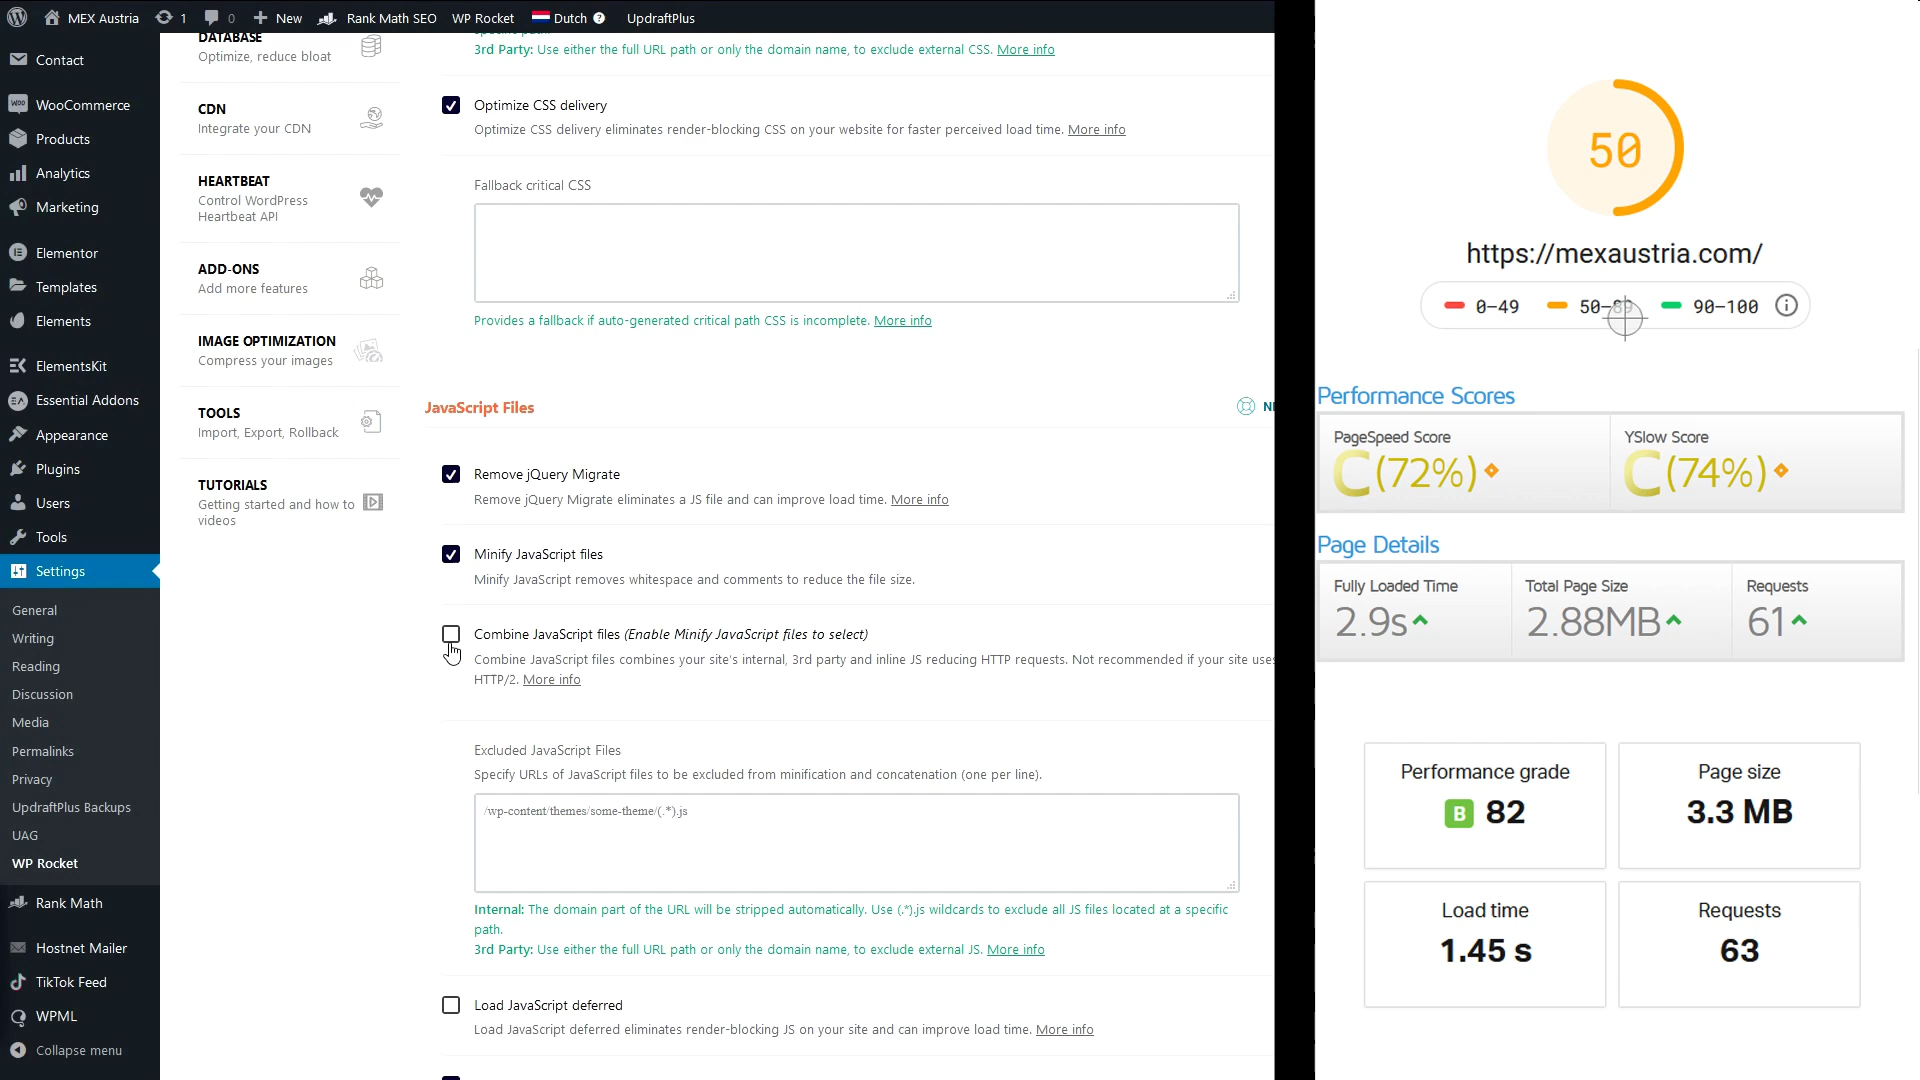 MEX Austria
1
0
New
Rank Math SEO
WP Rocket
Dutch
UpdraftPlus
Contact
WooCommerce
Products
Analytics
Marketing
Elementor
Templates
Elements
ElementsKit
Essential Addons
Appearance
Plugins
Users
Tools
Settings
General
Writing
Reading
Discussion
Media
Permalinks
Privacy
UpdraftPlus Backups
UAG
WP Rocket
Rank Math
Hostnet Mailer
TikTok Feed
WPML
Collapse menu
DATABASE
Optimize, reduce bloat
CDN
Integrate your CDN
HEARTBEAT
Control WordPress
Heartbeat API
ADD-ONS
Add more features
IMAGE OPTIMIZATION
Compress your images
TOOLS
Import, Export, Rollback
TUTORIALS
Getting started and how to
videos
3rd Party: Use either the full URL path or only the domain name, to exclude external CSS. More info
Optimize CSS delivery
Optimize CSS delivery eliminates render-blocking CSS on your website for faster perceived load time. More info
Fallback critical CSS
Provides a fallback if auto-generated critical path CSS is incomplete. More info
JavaScript Files
Remove jQuery Migrate
Remove jQuery Migrate eliminates a JS file and can improve load time. More info
Minify JavaScript files
Minify JavaScript removes whitespace and comments to reduce the file size.
Combine JavaScript files (Enable Minify JavaScript files to select)
Combine JavaScript files combines your site's internal, 3rd party and inline JS reducing HTTP requests. Not recommended if your site uses
HTTP/2. More info
Excluded JavaScript Files
Specify URLs of JavaScript files to be excluded from minification and concatenation (one per line).
/wp-content/themes/some-theme/(.*).js
Internal: The domain part of the URL will be stripped automatically. Use (.*).js wildcards to exclude all JS files located at a specific
path.
3rd Party: Use either the full URL path or only the domain name, to exclude external JS. More info
Load JavaScript deferred
Load JavaScript deferred eliminates render-blocking JS on your site and can improve load time. More info
50
https://mexaustria.com/
0–49 50–89 90–100
Performance Scores
PageSpeed Score
C (72%)
YSlow Score
C (74%)
Page Details
Fully Loaded Time
2.9s
Total Page Size
2.88MB
Requests
61
Performance grade
B 82
Page size
3.3 MB
Load time
1.45 s
Requests
63